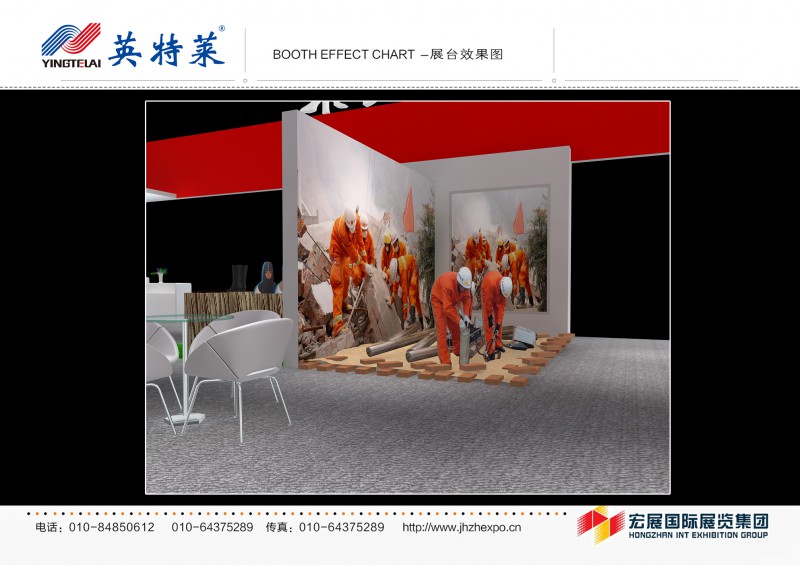 YINGTELAI
英特莱®
BOOTH EFFECT CHART –展台效果图
电话：010-84850612 010-64375289 传真：010-64375289 http://www.jhzhexpo.cn
宏展国际展览集团
HONGZHAN INT EXHIBITION GROUP